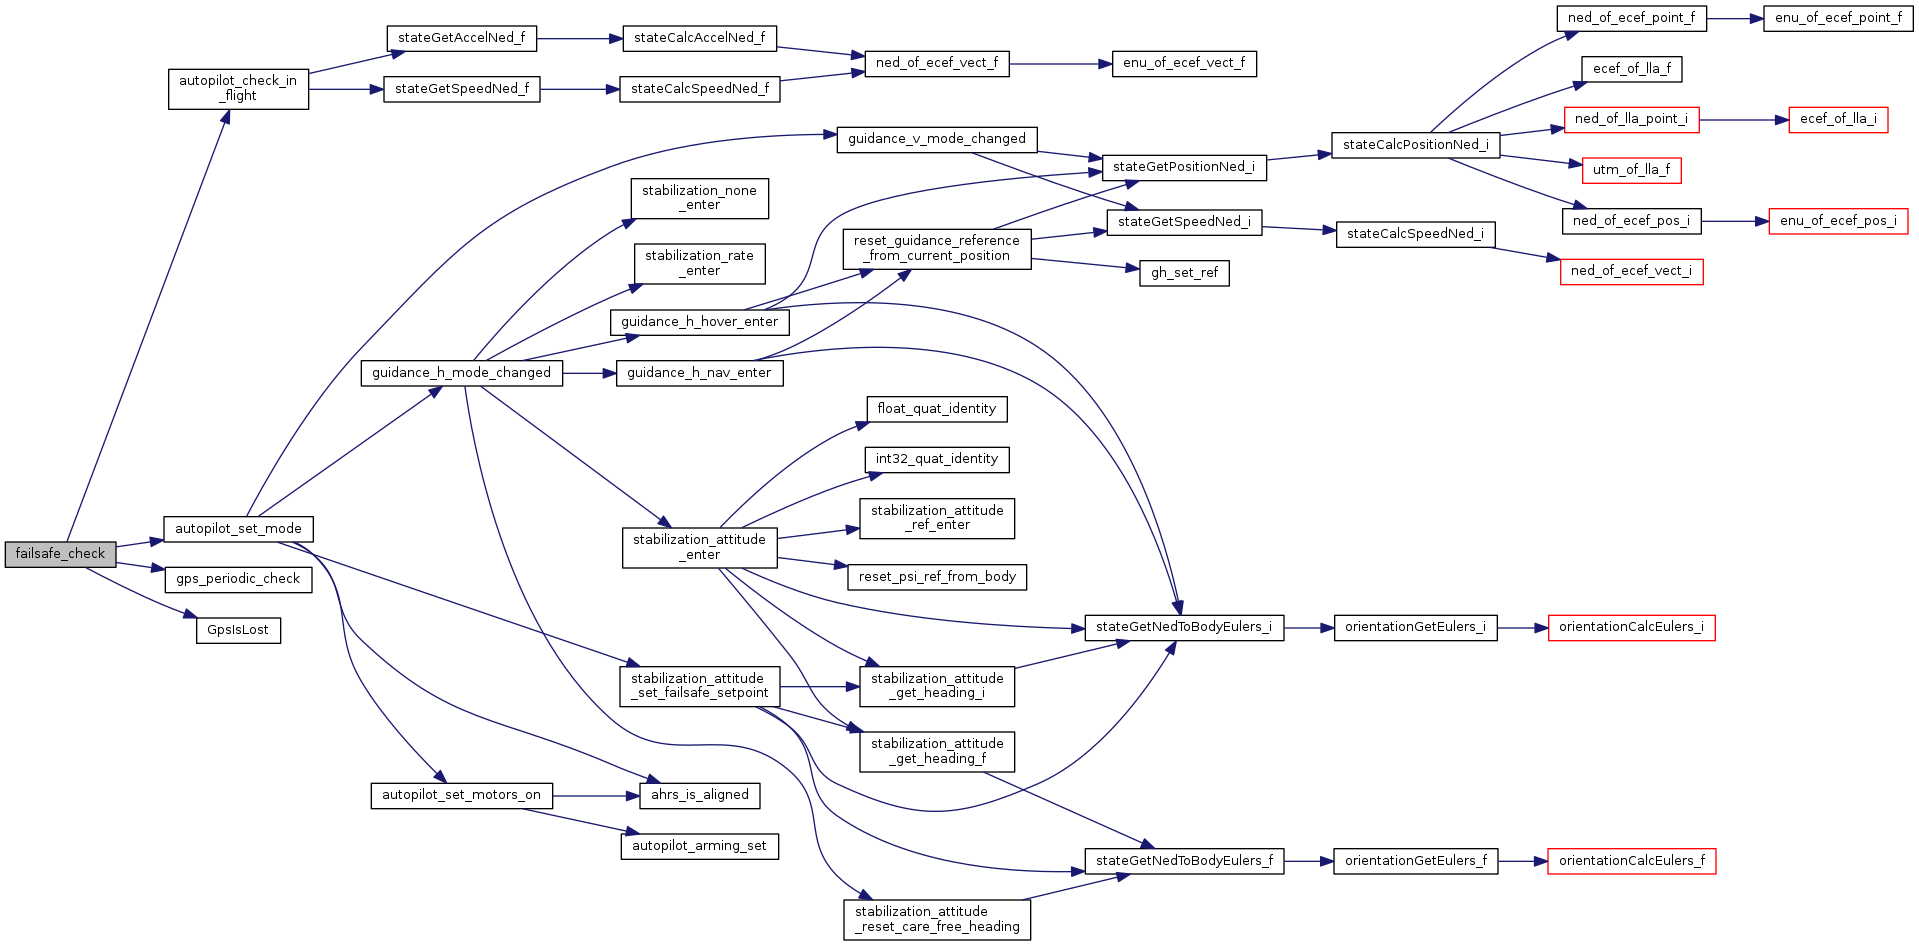 failsafe_check
autopilot_check_in
_flight
autopilot_set_mode
gps_periodic_check
GpsIsLost
stateGetAccelNed_f
stateGetSpeedNed_f
guidance_h_mode_changed
autopilot_set_motors_on
stateCalcAccelNed_f
stateCalcSpeedNed_f
stabilization_none
_enter
stabilization_rate
_enter
guidance_h_hover_enter
guidance_h_nav_enter
stabilization_attitude
_enter
stabilization_attitude
_set_failsafe_setpoint
ahrs_is_aligned
autopilot_arming_set
ned_of_ecef_vect_f
guidance_v_mode_changed
reset_guidance_reference
_from_current_position
float_quat_identity
int32_quat_identity
stabilization_attitude
_ref_enter
reset_psi_ref_from_body
stabilization_attitude
_get_heading_i
stabilization_attitude
_get_heading_f
stabilization_attitude
_reset_care_free_heading
enu_of_ecef_vect_f
stateGetPositionNed_i
stateGetSpeedNed_i
gh_set_ref
stateGetNedToBodyEulers_i
stateGetNedToBodyEulers_f
stateCalcPositionNed_i
stateCalcSpeedNed_i
orientationGetEulers_i
orientationGetEulers_f
ned_of_ecef_point_f
ecef_of_lla_f
ned_of_lla_point_i
utm_of_lla_f
ned_of_ecef_pos_i
ned_of_ecef_vect_i
orientationCalcEulers_i
orientationCalcEulers_f
enu_of_ecef_point_f
ecef_of_lla_i
enu_of_ecef_pos_i